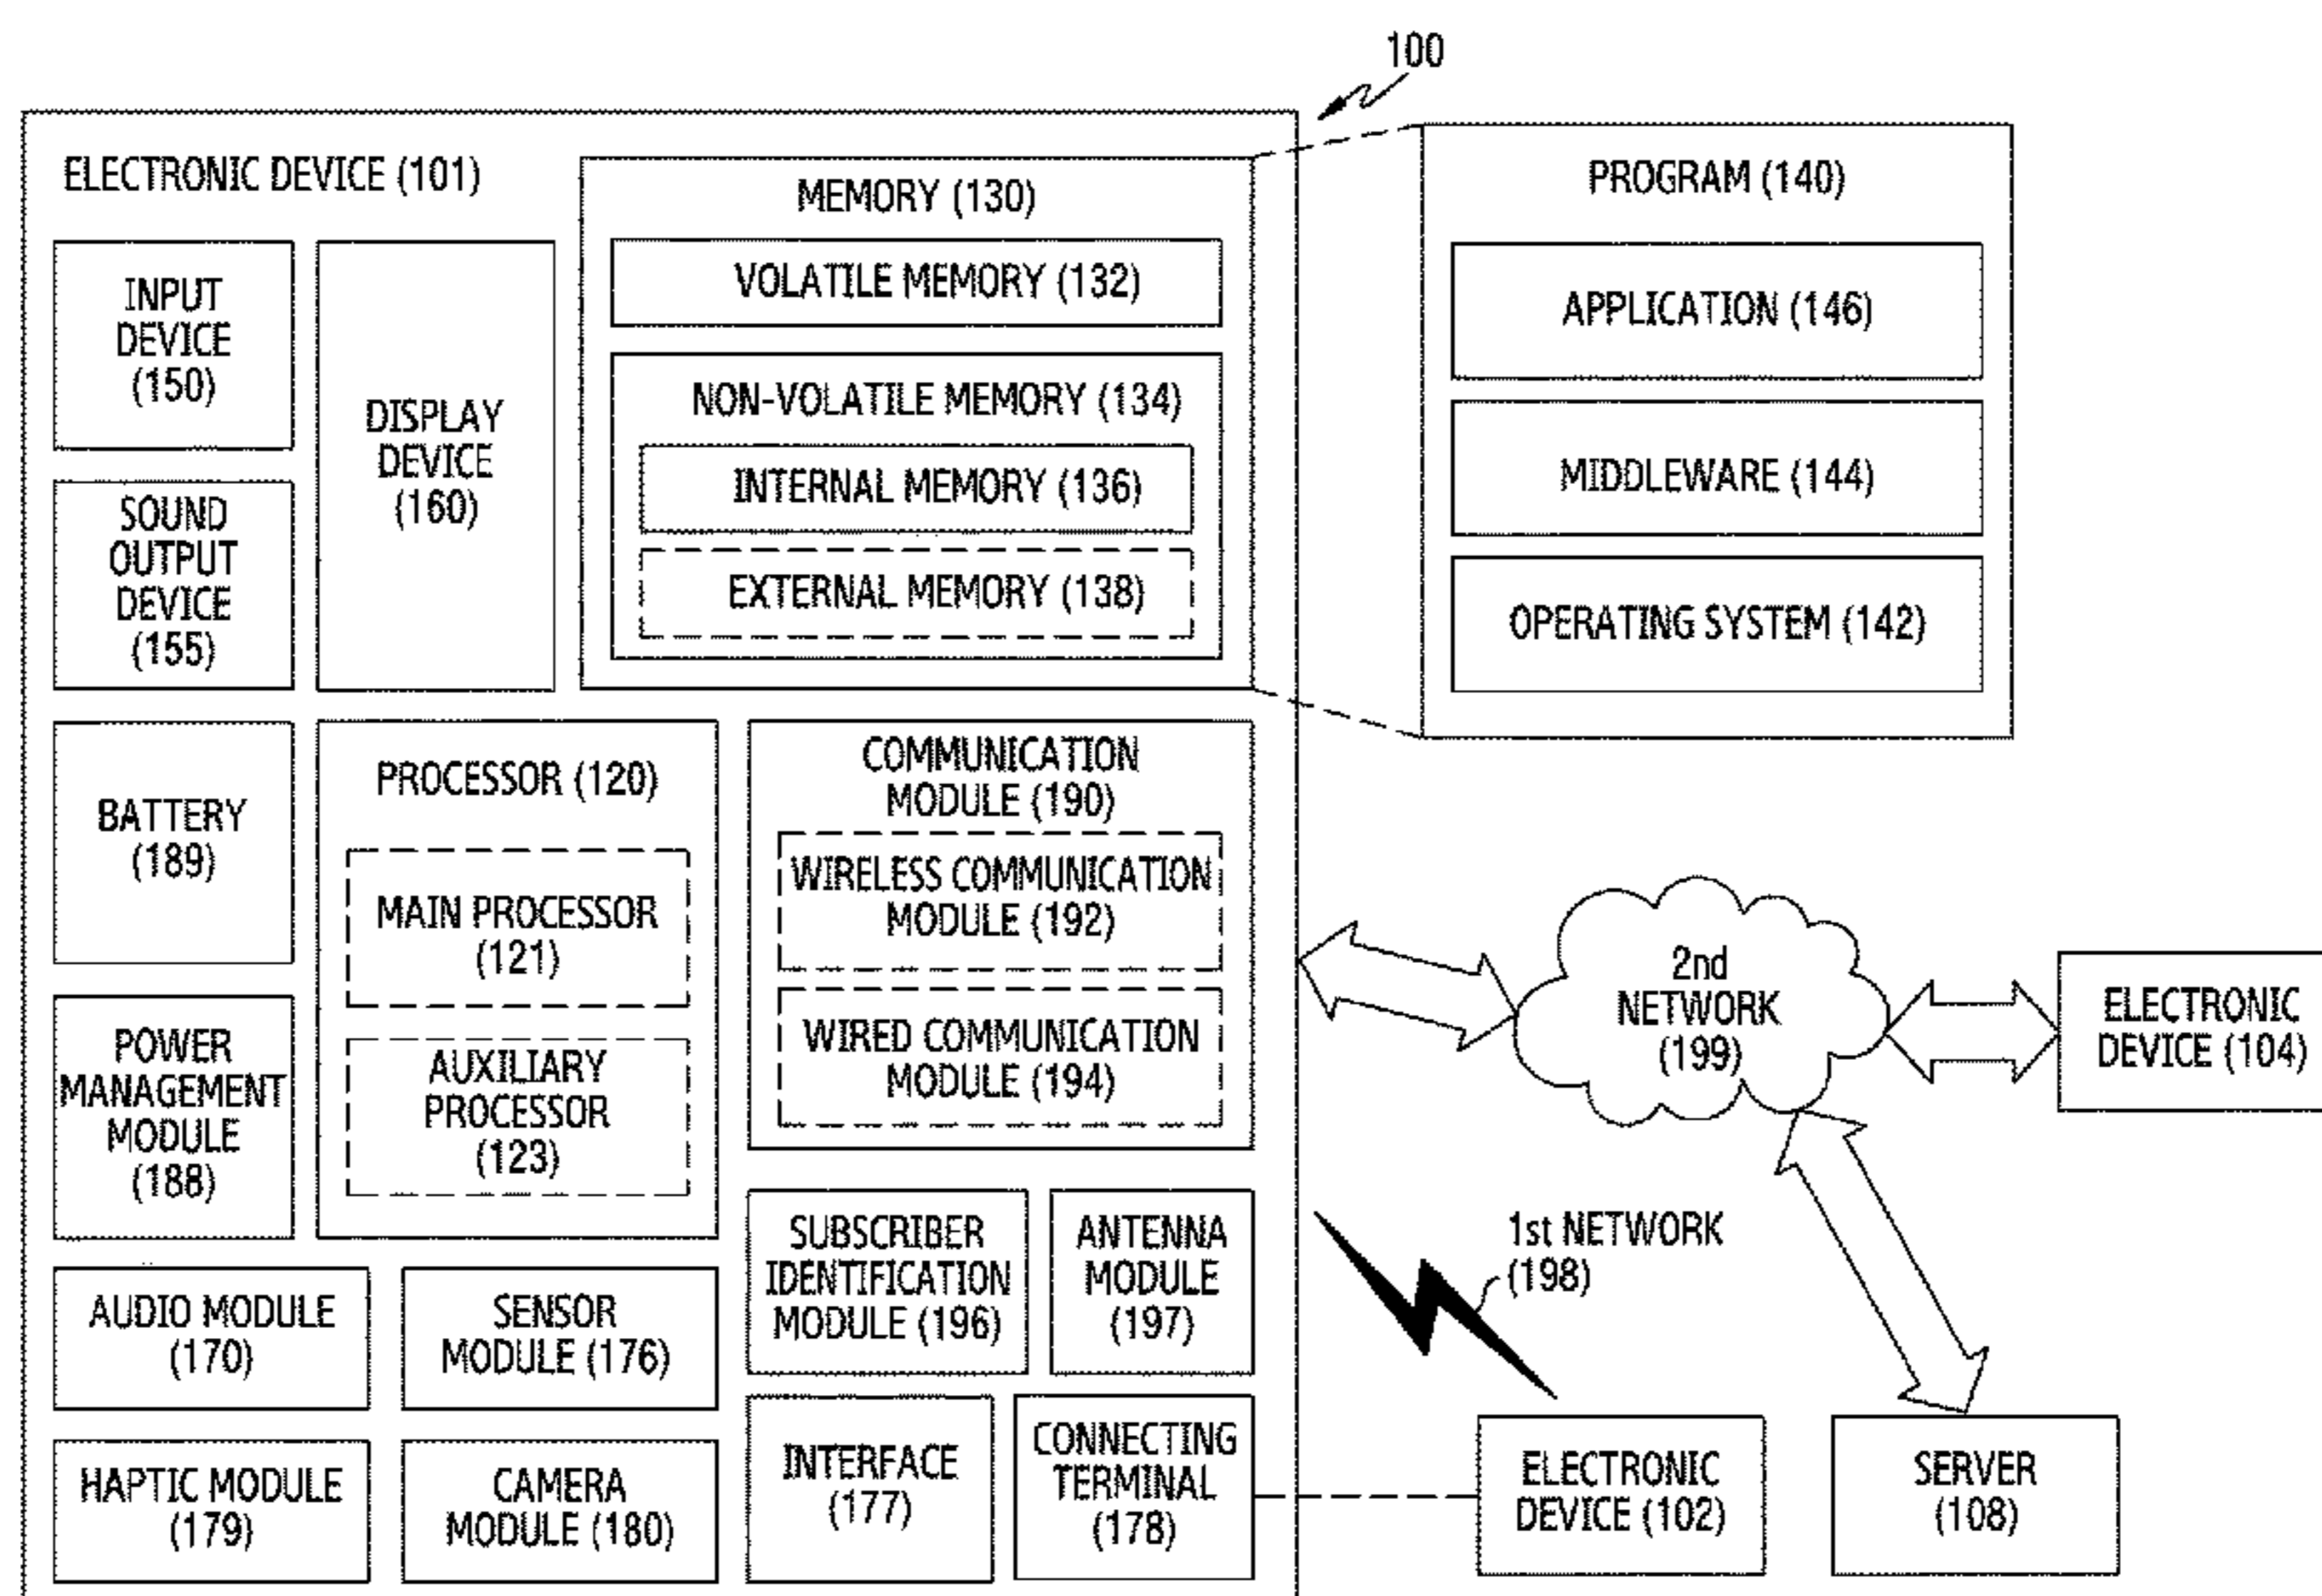 100
ELECTRONIC DEVICE (101)
INPUT
DEVICE
(150)
SOUND
OUTPUT
DEVICE
(155)
DISPLAY
DEVICE
(160)
MEMORY (130)
VOLATILE MEMORY (132)
NON-VOLATILE MEMORY (134)
INTERNAL MEMORY (136)
EXTERNAL MEMORY (138)
PROGRAM (140)
APPLICATION (146)
MIDDLEWARE (144)
OPERATING SYSTEM (142)
BATTERY
(189)
POWER
MANAGEMENT
MODULE
(188)
PROCESSOR (120)
MAIN PROCESSOR
(121)
AUXILIARY
PROCESSOR
(123)
COMMUNICATION
MODULE (190)
WIRELESS COMMUNICATION
MODULE (192)
WIRED COMMUNICATION
MODULE (194)
2nd
NETWORK
(199)
ELECTRONIC
DEVICE (104)
AUDIO MODULE
(170)
SENSOR
MODULE (176)
SUBSCRIBER
IDENTIFICATION
MODULE (196)
ANTENNA
MODULE
(197)
1st NETWORK
(198)
HAPTIC MODULE
(179)
CAMERA
MODULE (180)
INTERFACE
(177)
CONNECTING
TERMINAL
(178)
ELECTRONIC
DEVICE (102)
SERVER
(108)